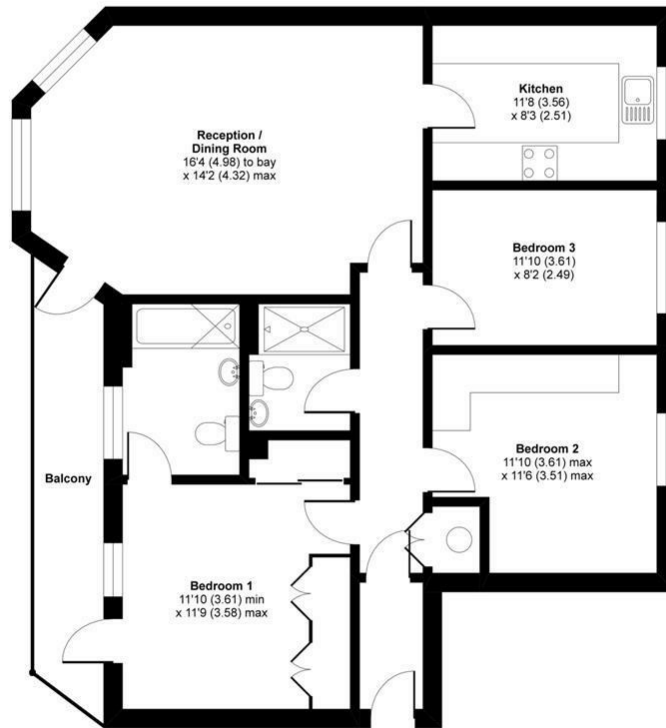 Kitchen
11'8 (3.56)
x 8'3 (2.51)
Reception /
Dining Room
16'4 (4.98) to bay
x 14'2 (4.32) max
Bedroom 3
11'10 (3.61)
x 8'2 (2.49)
Bedroom 2
11'10 (3.61) max
x 11'6 (3.51) max
Balcony
Bedroom 1
11'10 (3.61) min
x 11'9 (3.58) max